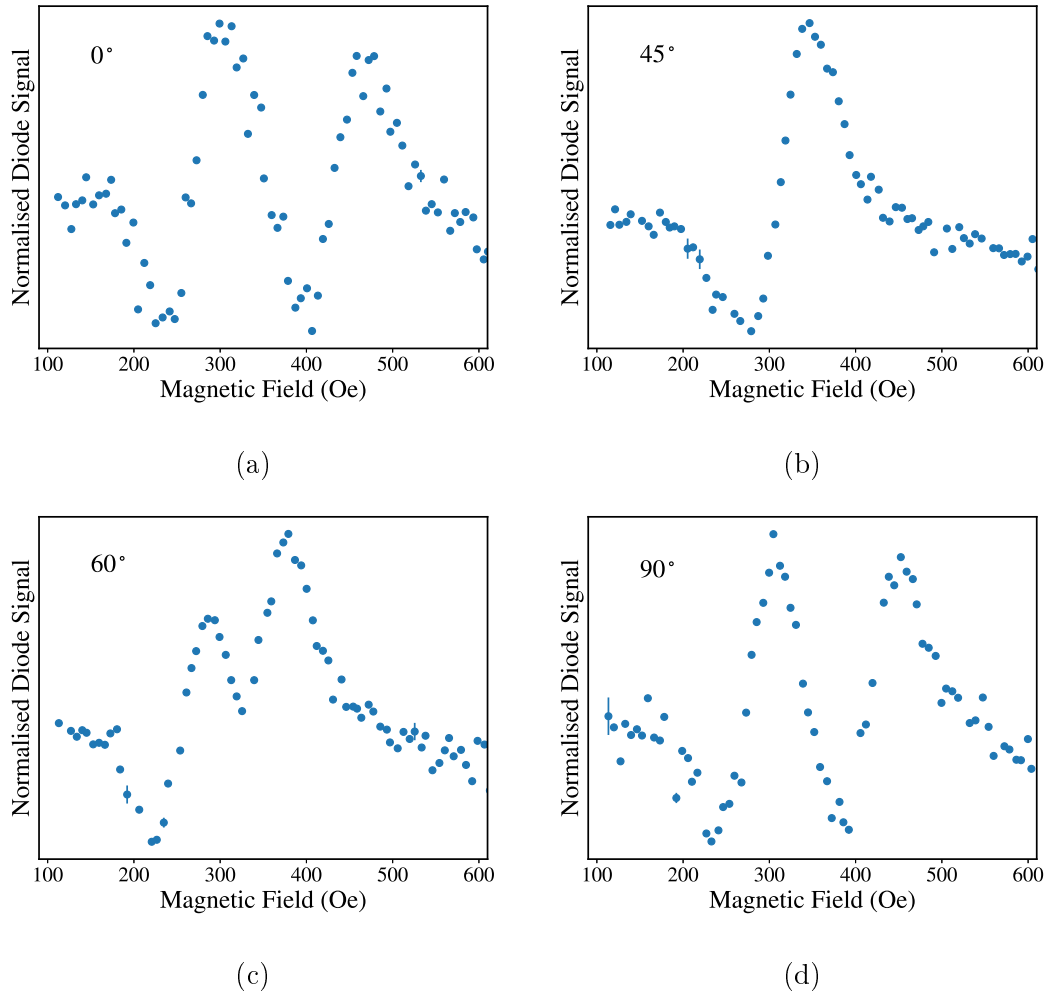 0°
Normalised Diode Signal
100 200 300 400 500 600
Magnetic Field (Oe)
(a)
45°
Normalised Diode Signal
100 200 300 400 500 600
Magnetic Field (Oe)
(b)
60°
Normalised Diode Signal
100 200 300 400 500 600
Magnetic Field (Oe)
(c)
90°
Normalised Diode Signal
100 200 300 400 500 600
Magnetic Field (Oe)
(d)